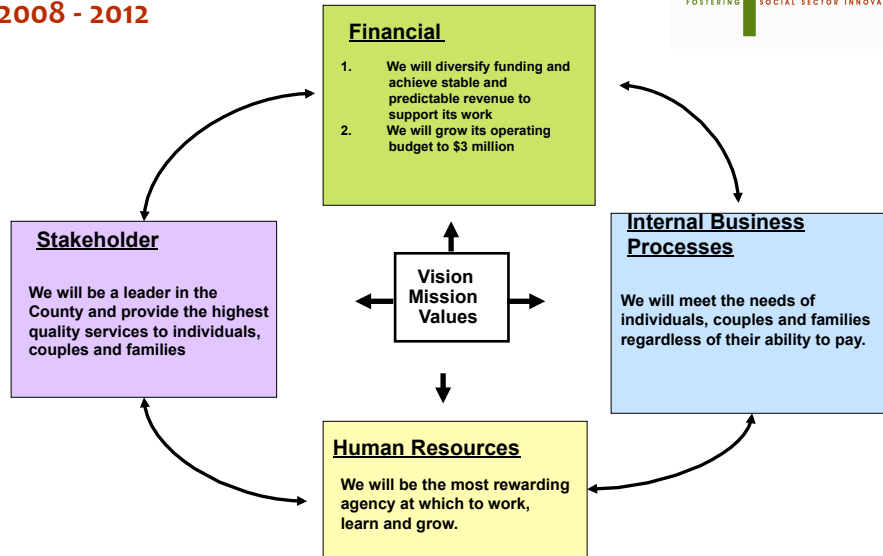 2008 - 2012
FOSTERING SOCIAL SECTOR INNOVA
Financial
1. We will diversify funding and
achieve stable and
predictable revenue to
support its work
2. We will grow its operating
budget to $3 million
Stakeholder
We will be a leader in the
County and provide the highest
quality services to individuals,
couples and families
Vision
Mission
Values
Internal Business
Processes
We will meet the needs of
individuals, couples and families
regardless of their ability to pay.
Human Resources
We will be the most rewarding
agency at which to work,
learn and grow.